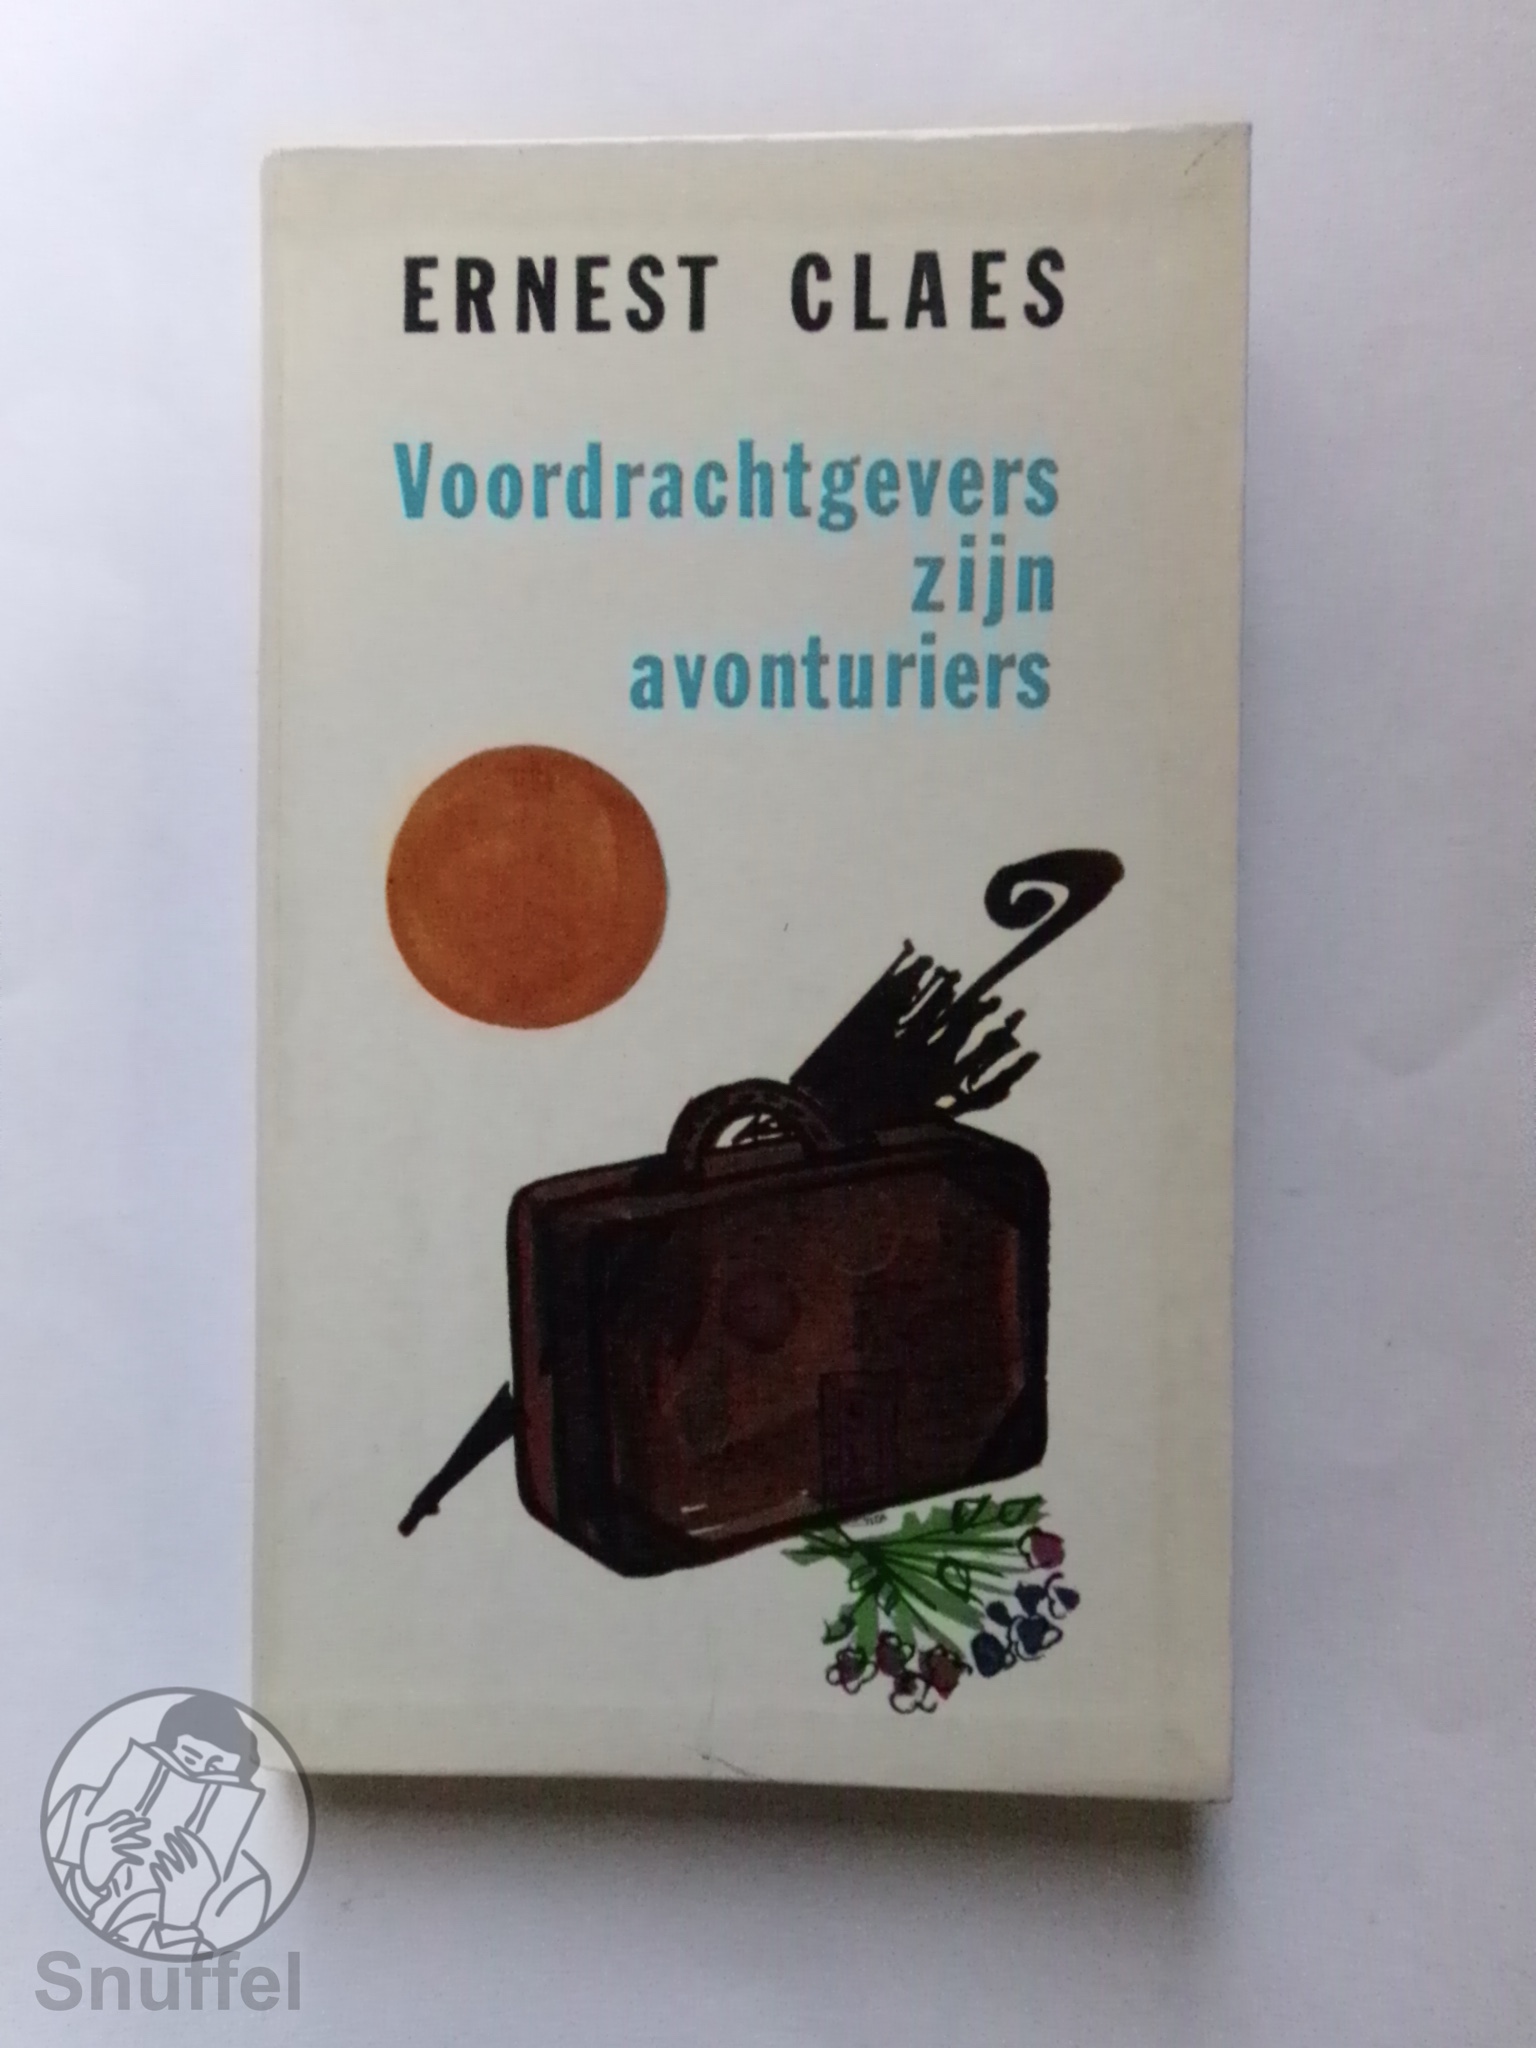 ERNEST CLAES
Voordrachtgevers
zijn
avonturiers
Snuffel